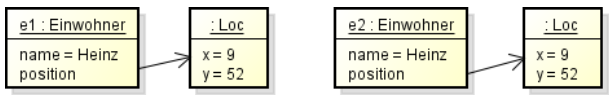 e1 : Einwohner
name = Heinz
position
: Loc
x = 9
y = 52
e2 : Einwohner
name = Heinz
position
: Loc
x = 9
y = 52